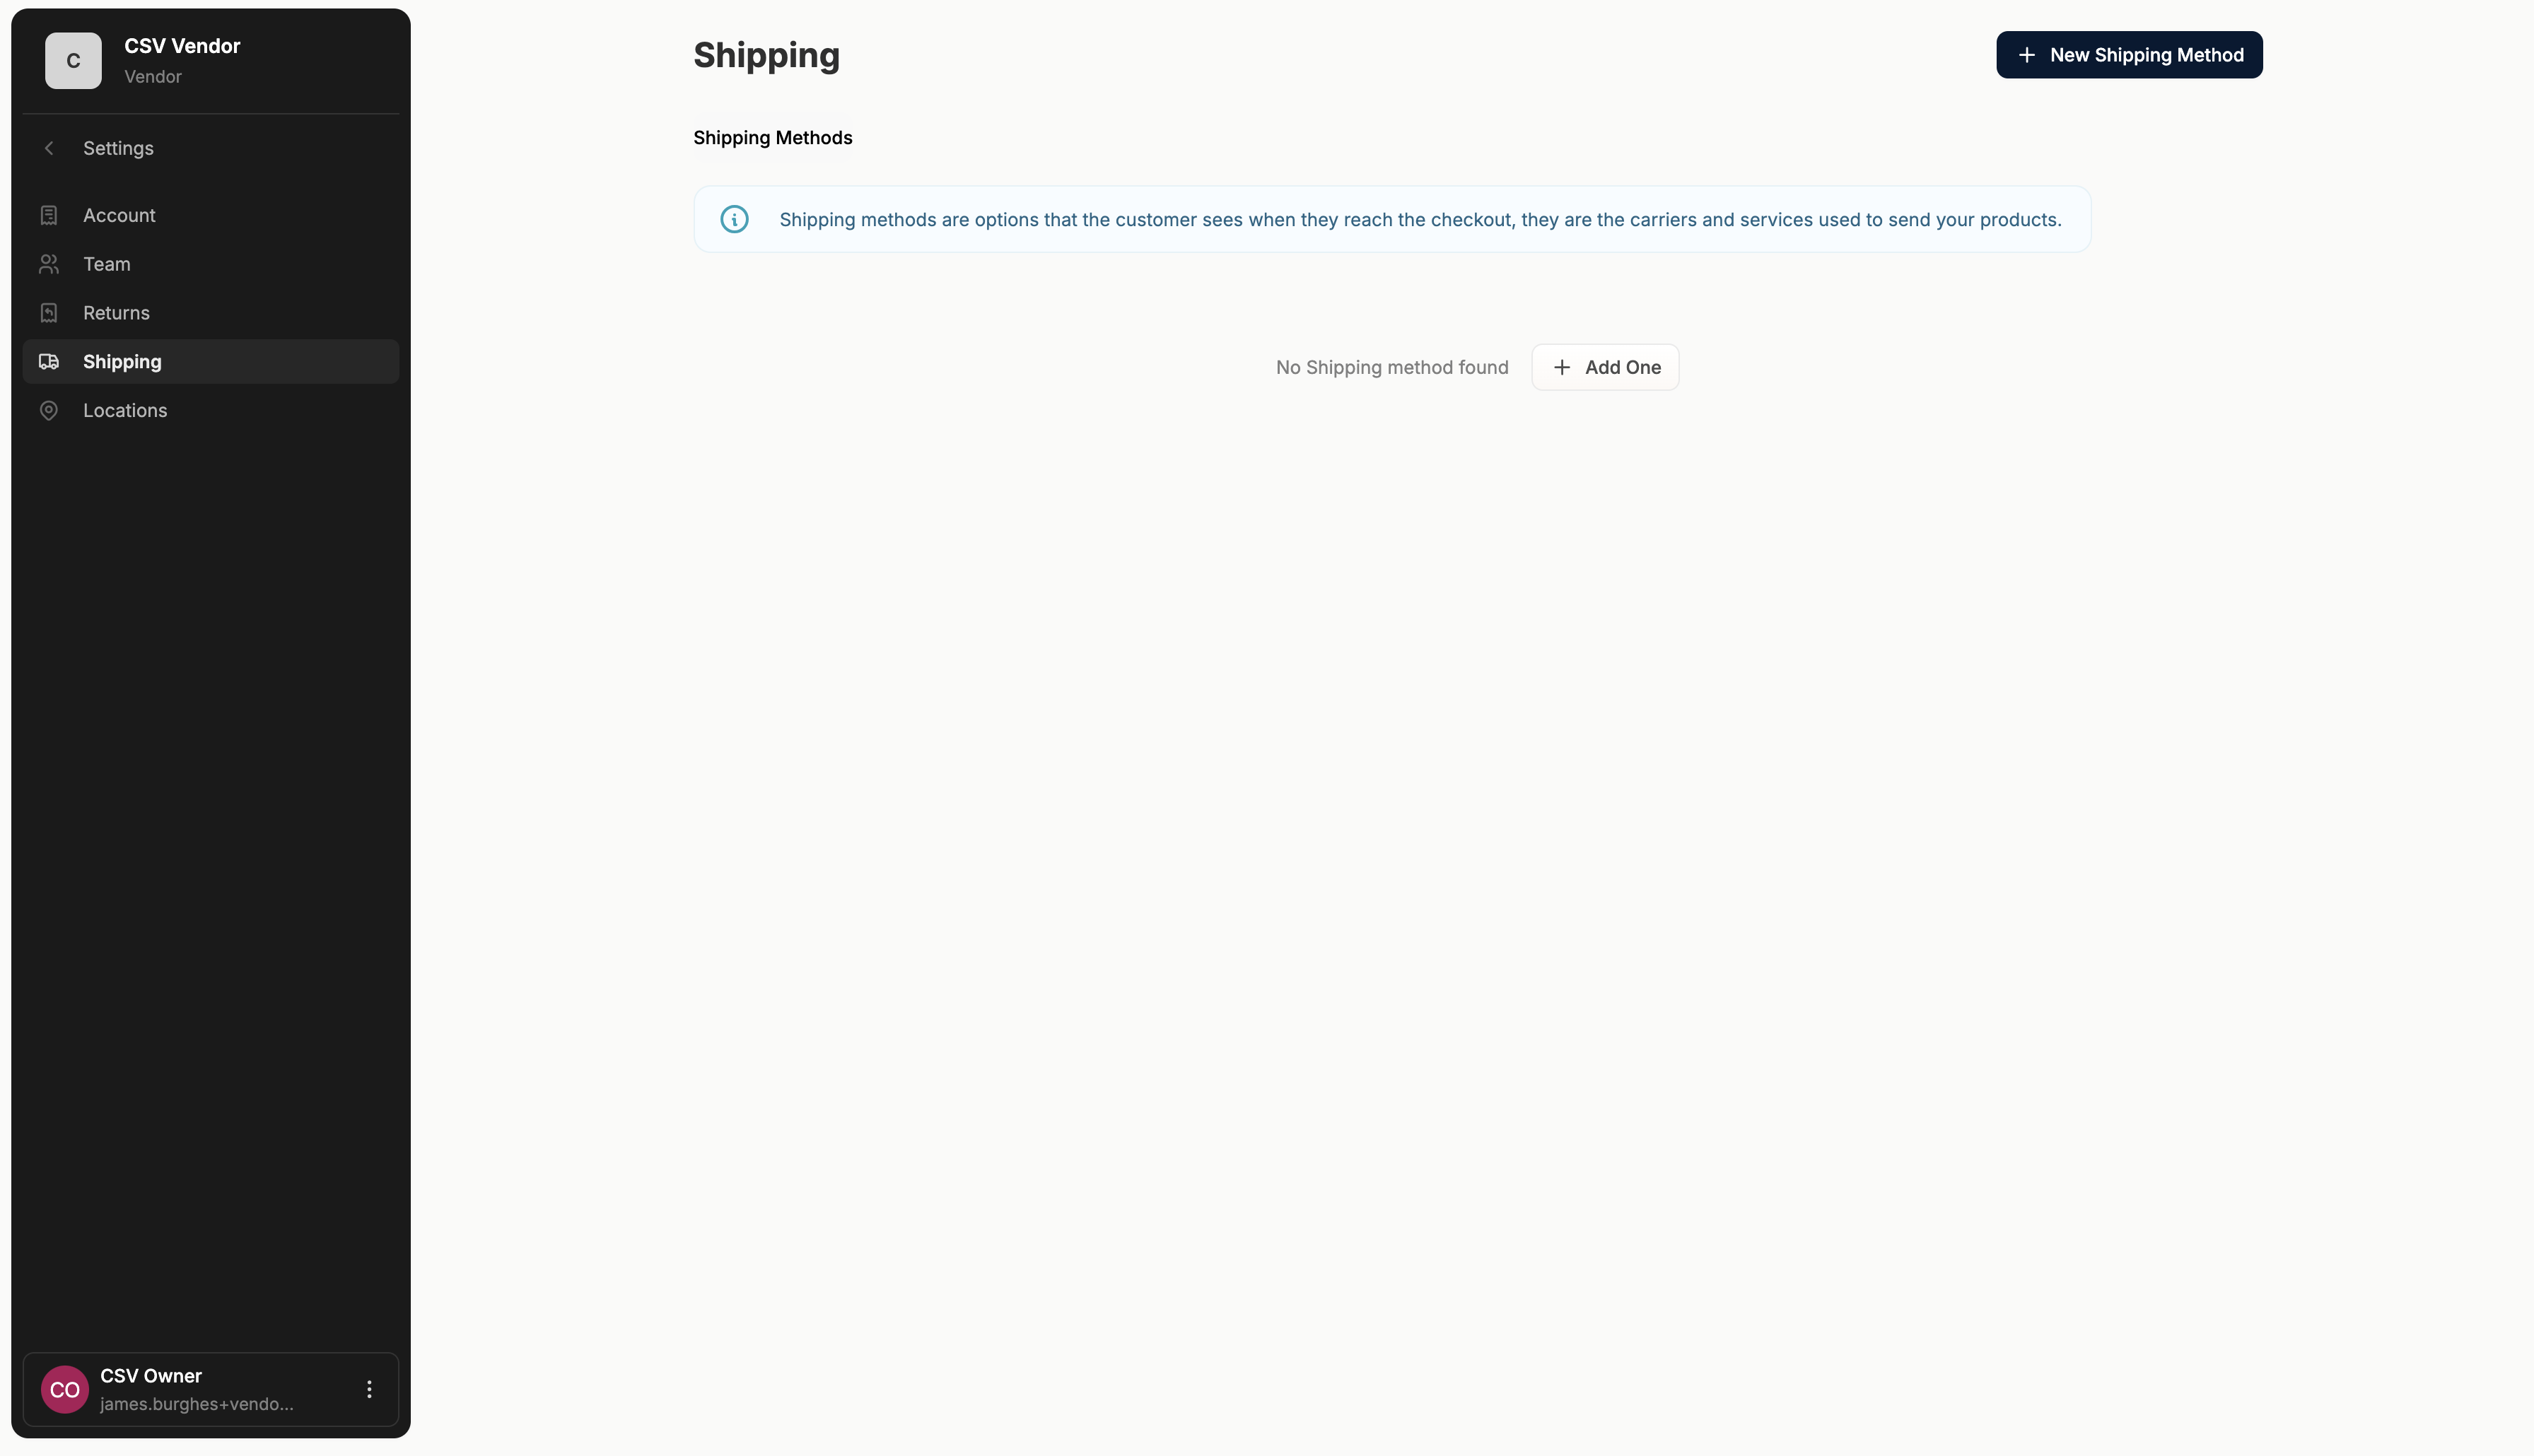 C
CSV Vendor
Vendor
Settings
Account
Team
Returns
Shipping
Locations
CSV Owner
CO
james.burghes+vendo...
Shipping
New Shipping Method
Shipping Methods
Shipping methods are options that the customer sees when they reach the checkout, they are the carriers and services used to send your products.
No Shipping method found
Add One